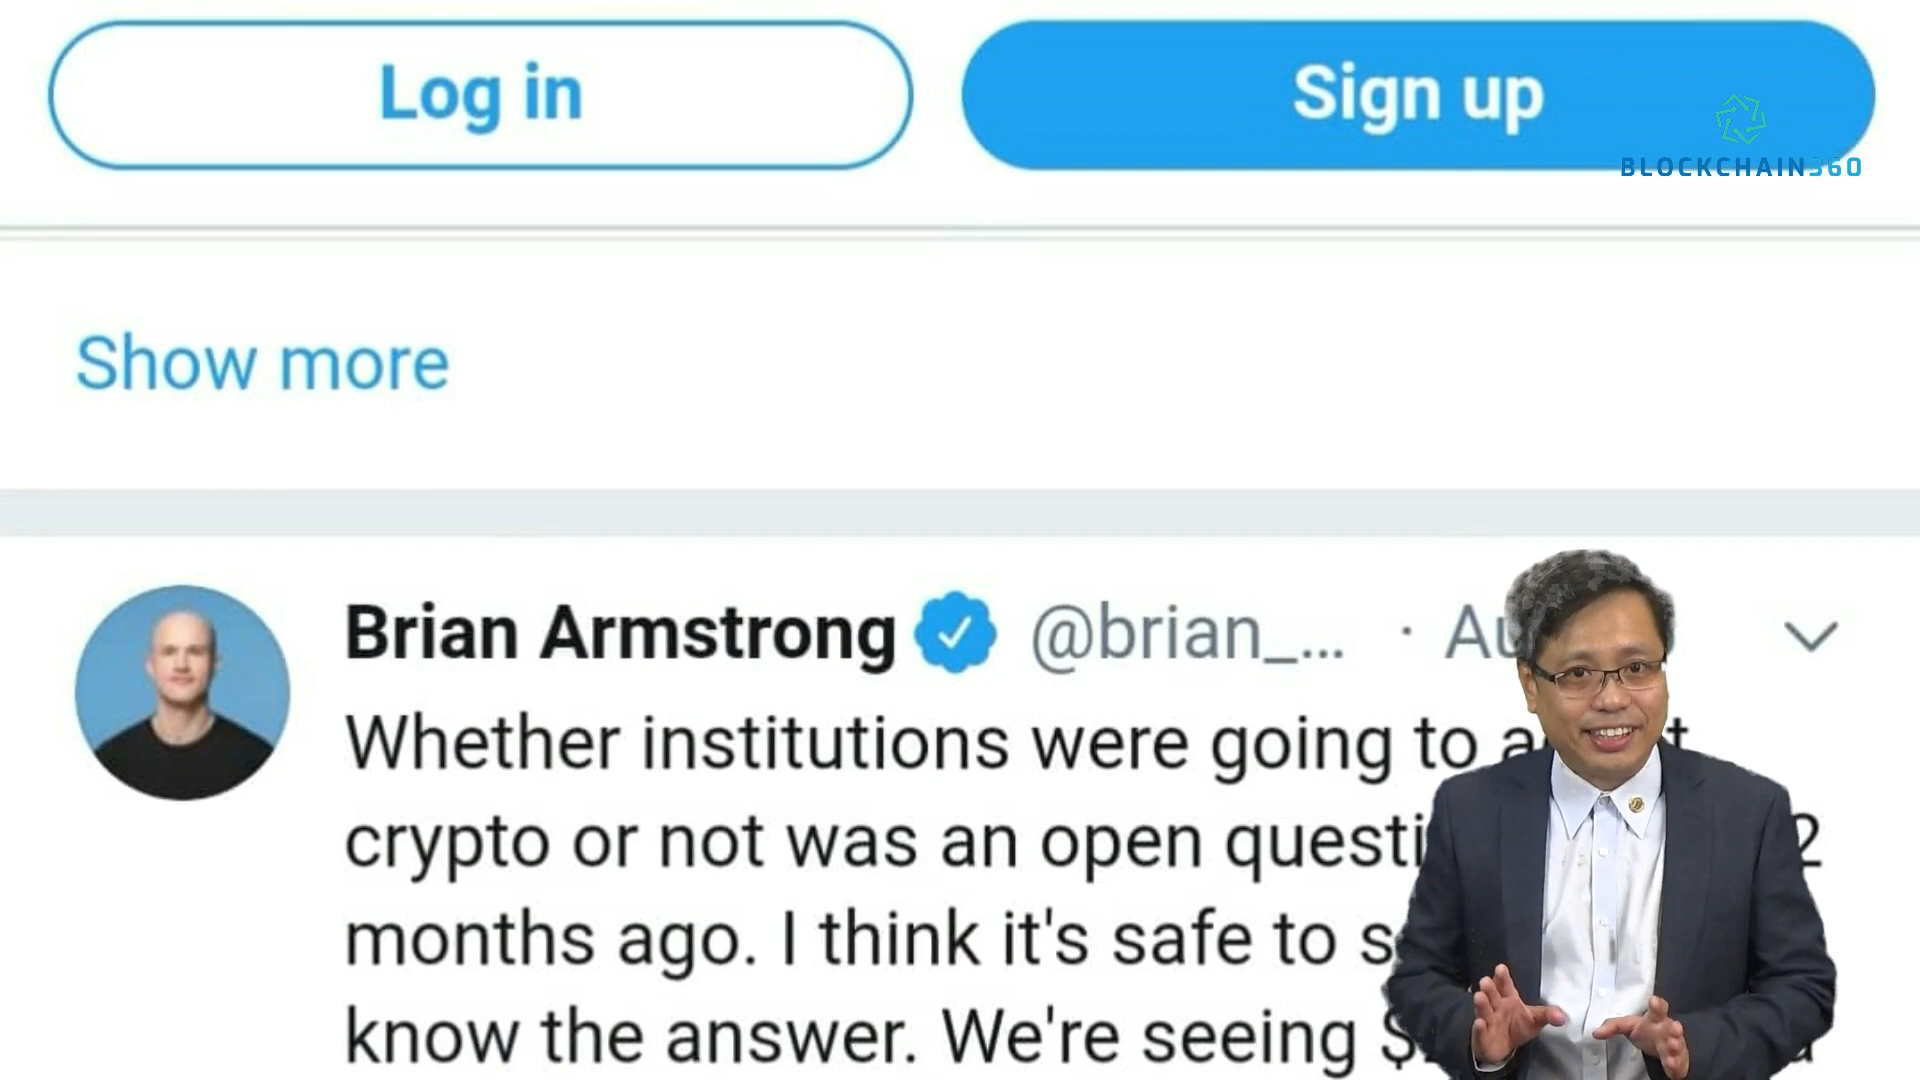 Log in
Sign up
BLOCKCHAIN360
Show more
Brian Armstrong @brian_... ·
Whether institutions were going to
crypto or not was an open
months ago. I think it's safe to
know the answer. We're seeing